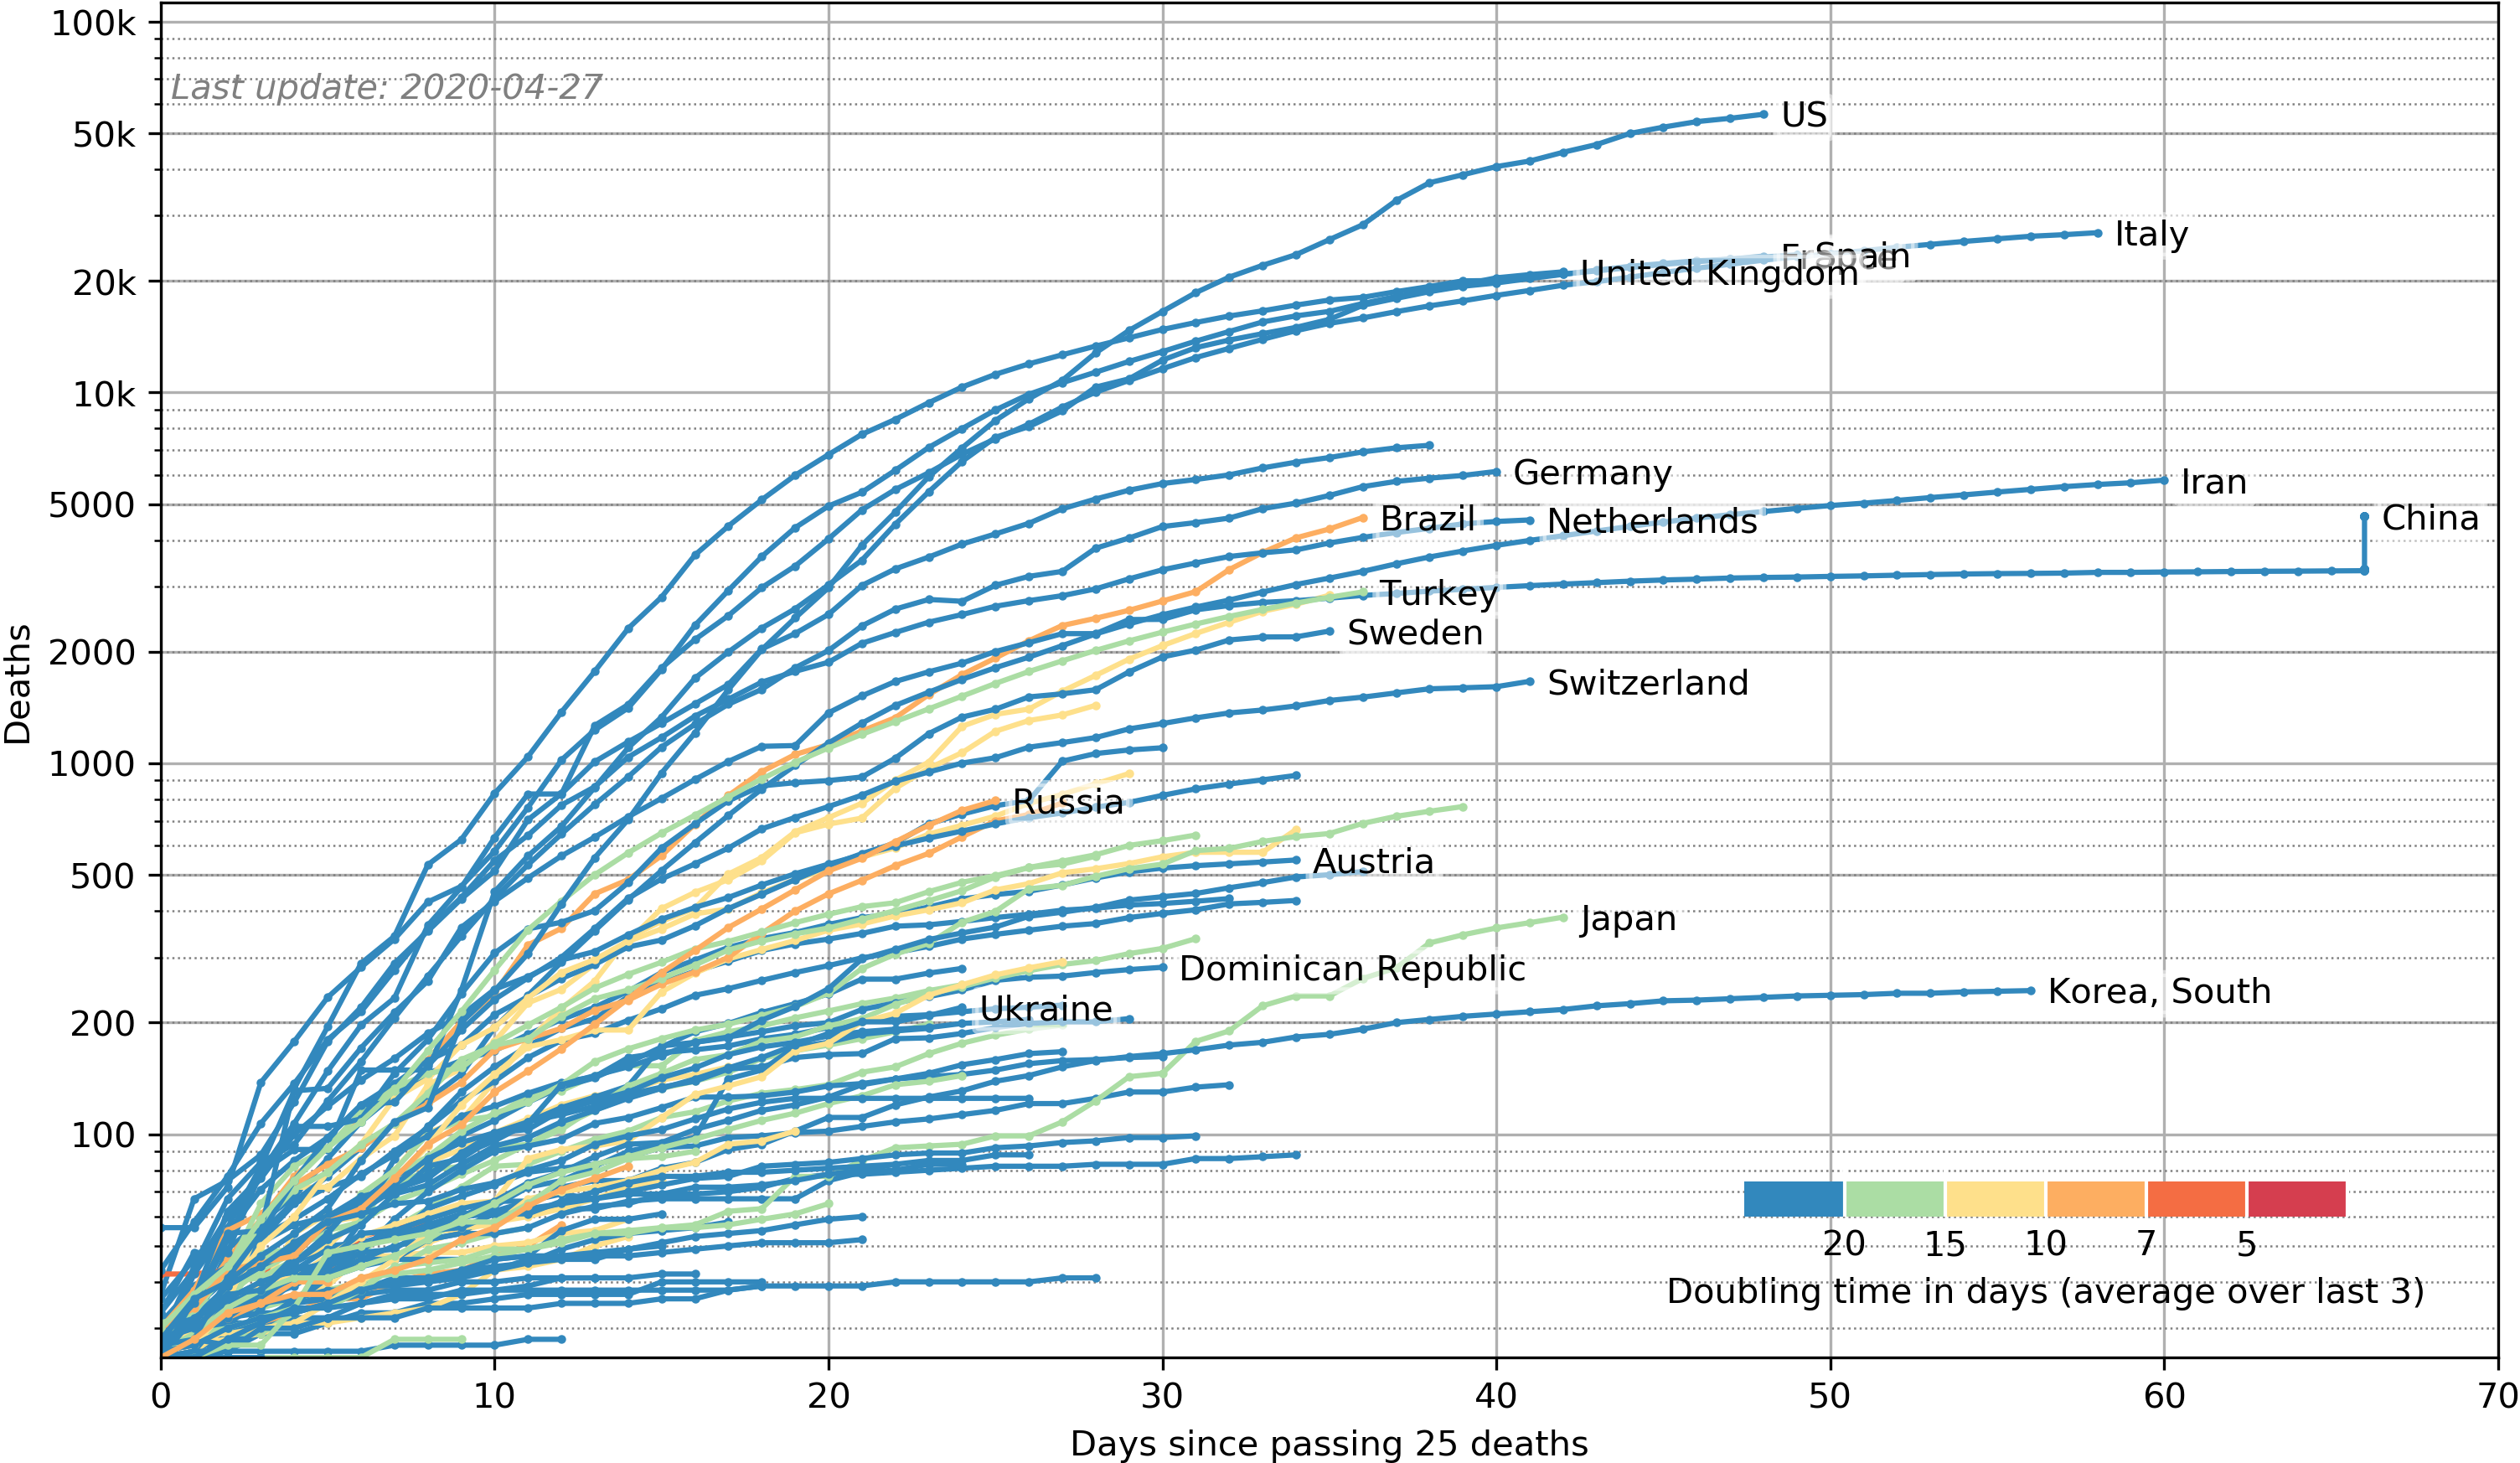 100k
Last update: 2020-04-27
US
50k
Italy
Spain
United Kingdom
20k
10k
Germany
Iran
5000
Brazil
Netherlands
China
Turkey
Sweden
2000
Deaths
Switzerland
1000
Russia
Austria
500
Japan
Dominican Republic
Korea, South
Ukraine
200
100
20 15 10 7 5
Doubling time in days (average over last 3)
0 10 20 30 40 50 60 70
Days since passing 25 deaths